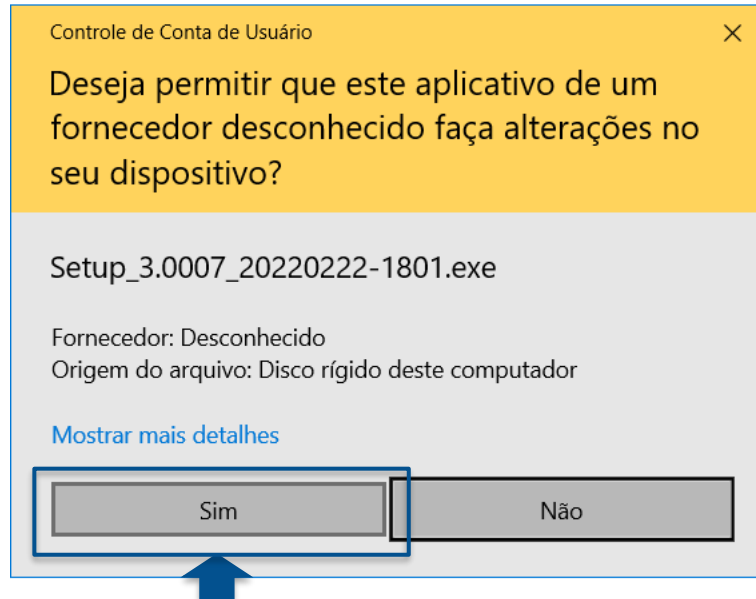 Controle de Conta de Usuário
Deseja permitir que este aplicativo de um
fornecedor desconhecido faça alterações no
seu dispositivo?
Setup_3.0007_20220222-1801.exe
Fornecedor: Desconhecido
Origem do arquivo: Disco rígido deste computador
Mostrar mais detalhes
Sim Não